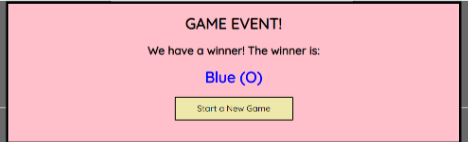 GAME EVENT!
We have a winner! The winner is:
Blue (O)
Start a New Game